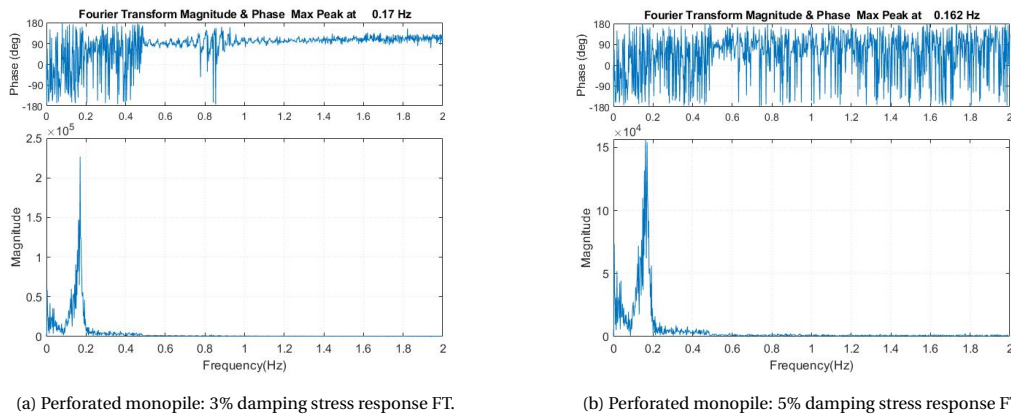 Fourier Transform Magnitude & Phase Max Peak at 0.17 Hz
180
90
0
-90
-180
Phase (deg)
0 0.2 0.4 0.6 0.8 1 1.2 1.4 1.6 1.8 2
×10^5
2.5
2
1.5
1
0.5
0
Magnitude
0 0.2 0.4 0.6 0.8 1 1.2 1.4 1.6 1.8 2
Frequency(Hz)
(a) Perforated monopile: 3% damping stress response FT.
Fourier Transform Magnitude & Phase Max Peak at 0.162 Hz
180
90
0
-90
-180
Phase (deg)
0 0.2 0.4 0.6 0.8 1 1.2 1.4 1.6 1.8 2
×10^4
15
10
5
0
Magnitude
0 0.2 0.4 0.6 0.8 1 1.2 1.4 1.6 1.8 2
Frequency(Hz)
(b) Perforated monopile: 5% damping stress response F